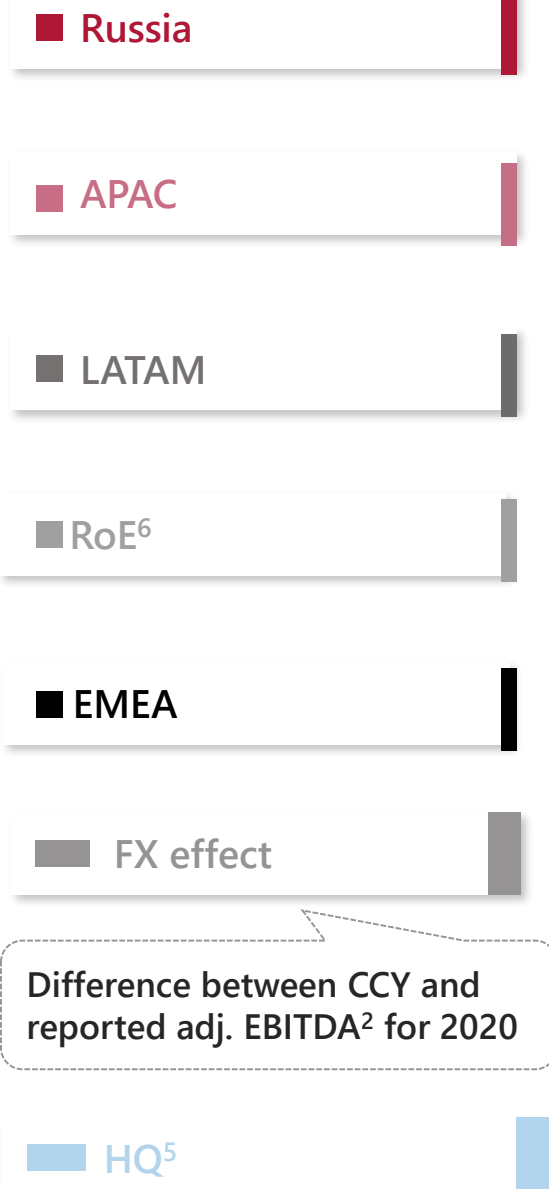 Russia
APAC
LATAM
RoE⁶
EMEA
FX effect
Difference between CCY and
reported adj. EBITDA² for 2020
HQ⁵